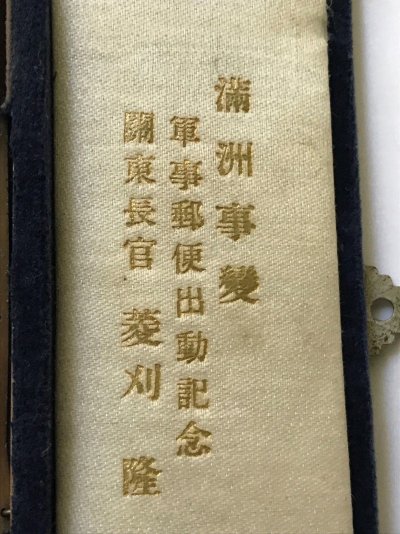 滿洲事變
軍事郵便出動記念
關東長官 菱刈 隆